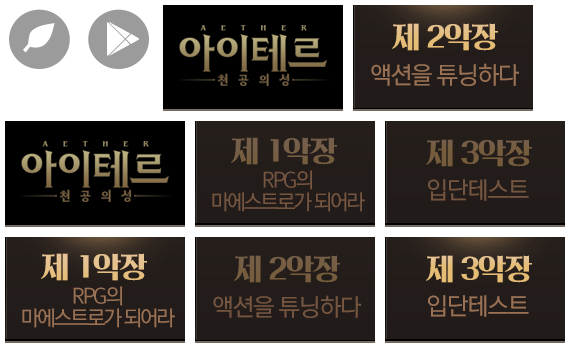 AETHER
아이테르
천공의성
제 2악장
액션을 튜닝하다
AETHER
아이테르
천공의성
제 1악장
RPG의
마에스트로가 되어라
제 3악장
입단테스트
제 1악장
RPG의
마에스트로가 되어라
제 2악장
액션을 튜닝하다
제 3악장
입단테스트